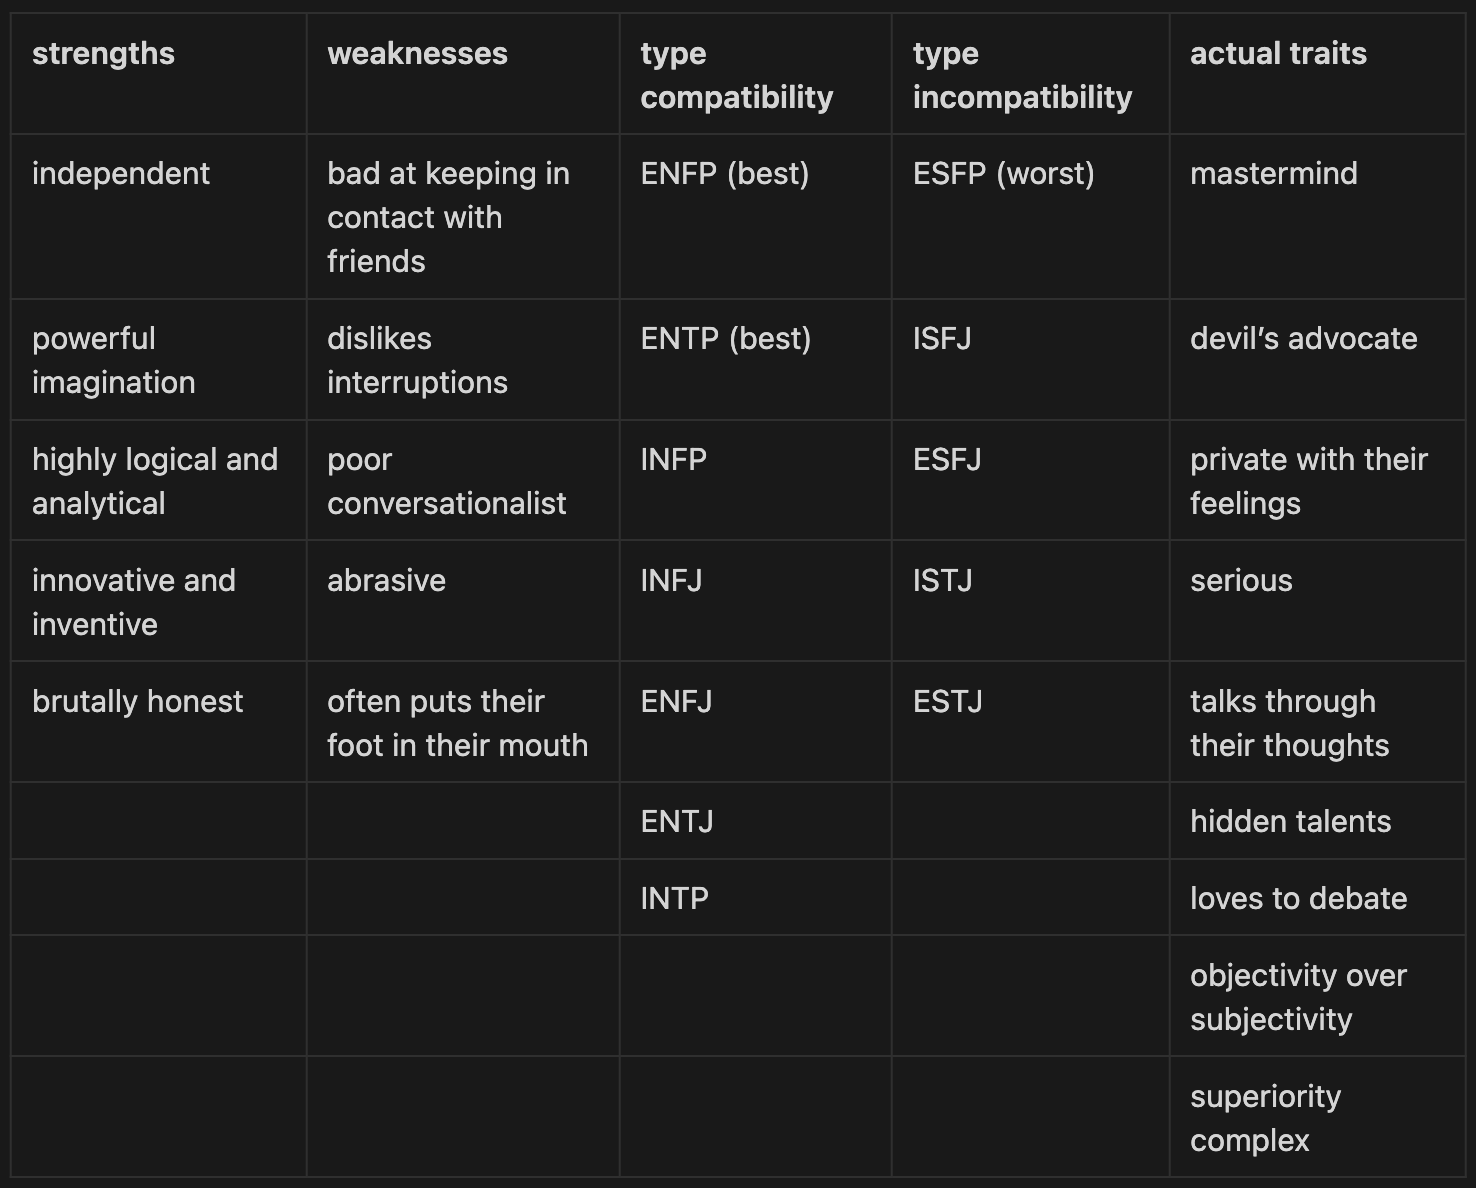 strengths
weaknesses
type
compatibility
type
incompatibility
actual traits
independent
bad at keeping in
contact with
friends
ENFP (best)
ESFP (worst)
mastermind
powerful
imagination
dislikes
interruptions
ENTP (best)
ISFJ
devil’s advocate
highly logical and
analytical
poor
conversationalist
INFP
ESFJ
private with their
feelings
innovative and
inventive
abrasive
INFJ
ISTJ
serious
brutally honest
often puts their
foot in their mouth
ENFJ
ESTJ
talks through
their thoughts
ENTJ
hidden talents
INTP
loves to debate
objectivity over
subjectivity
superiority
complex